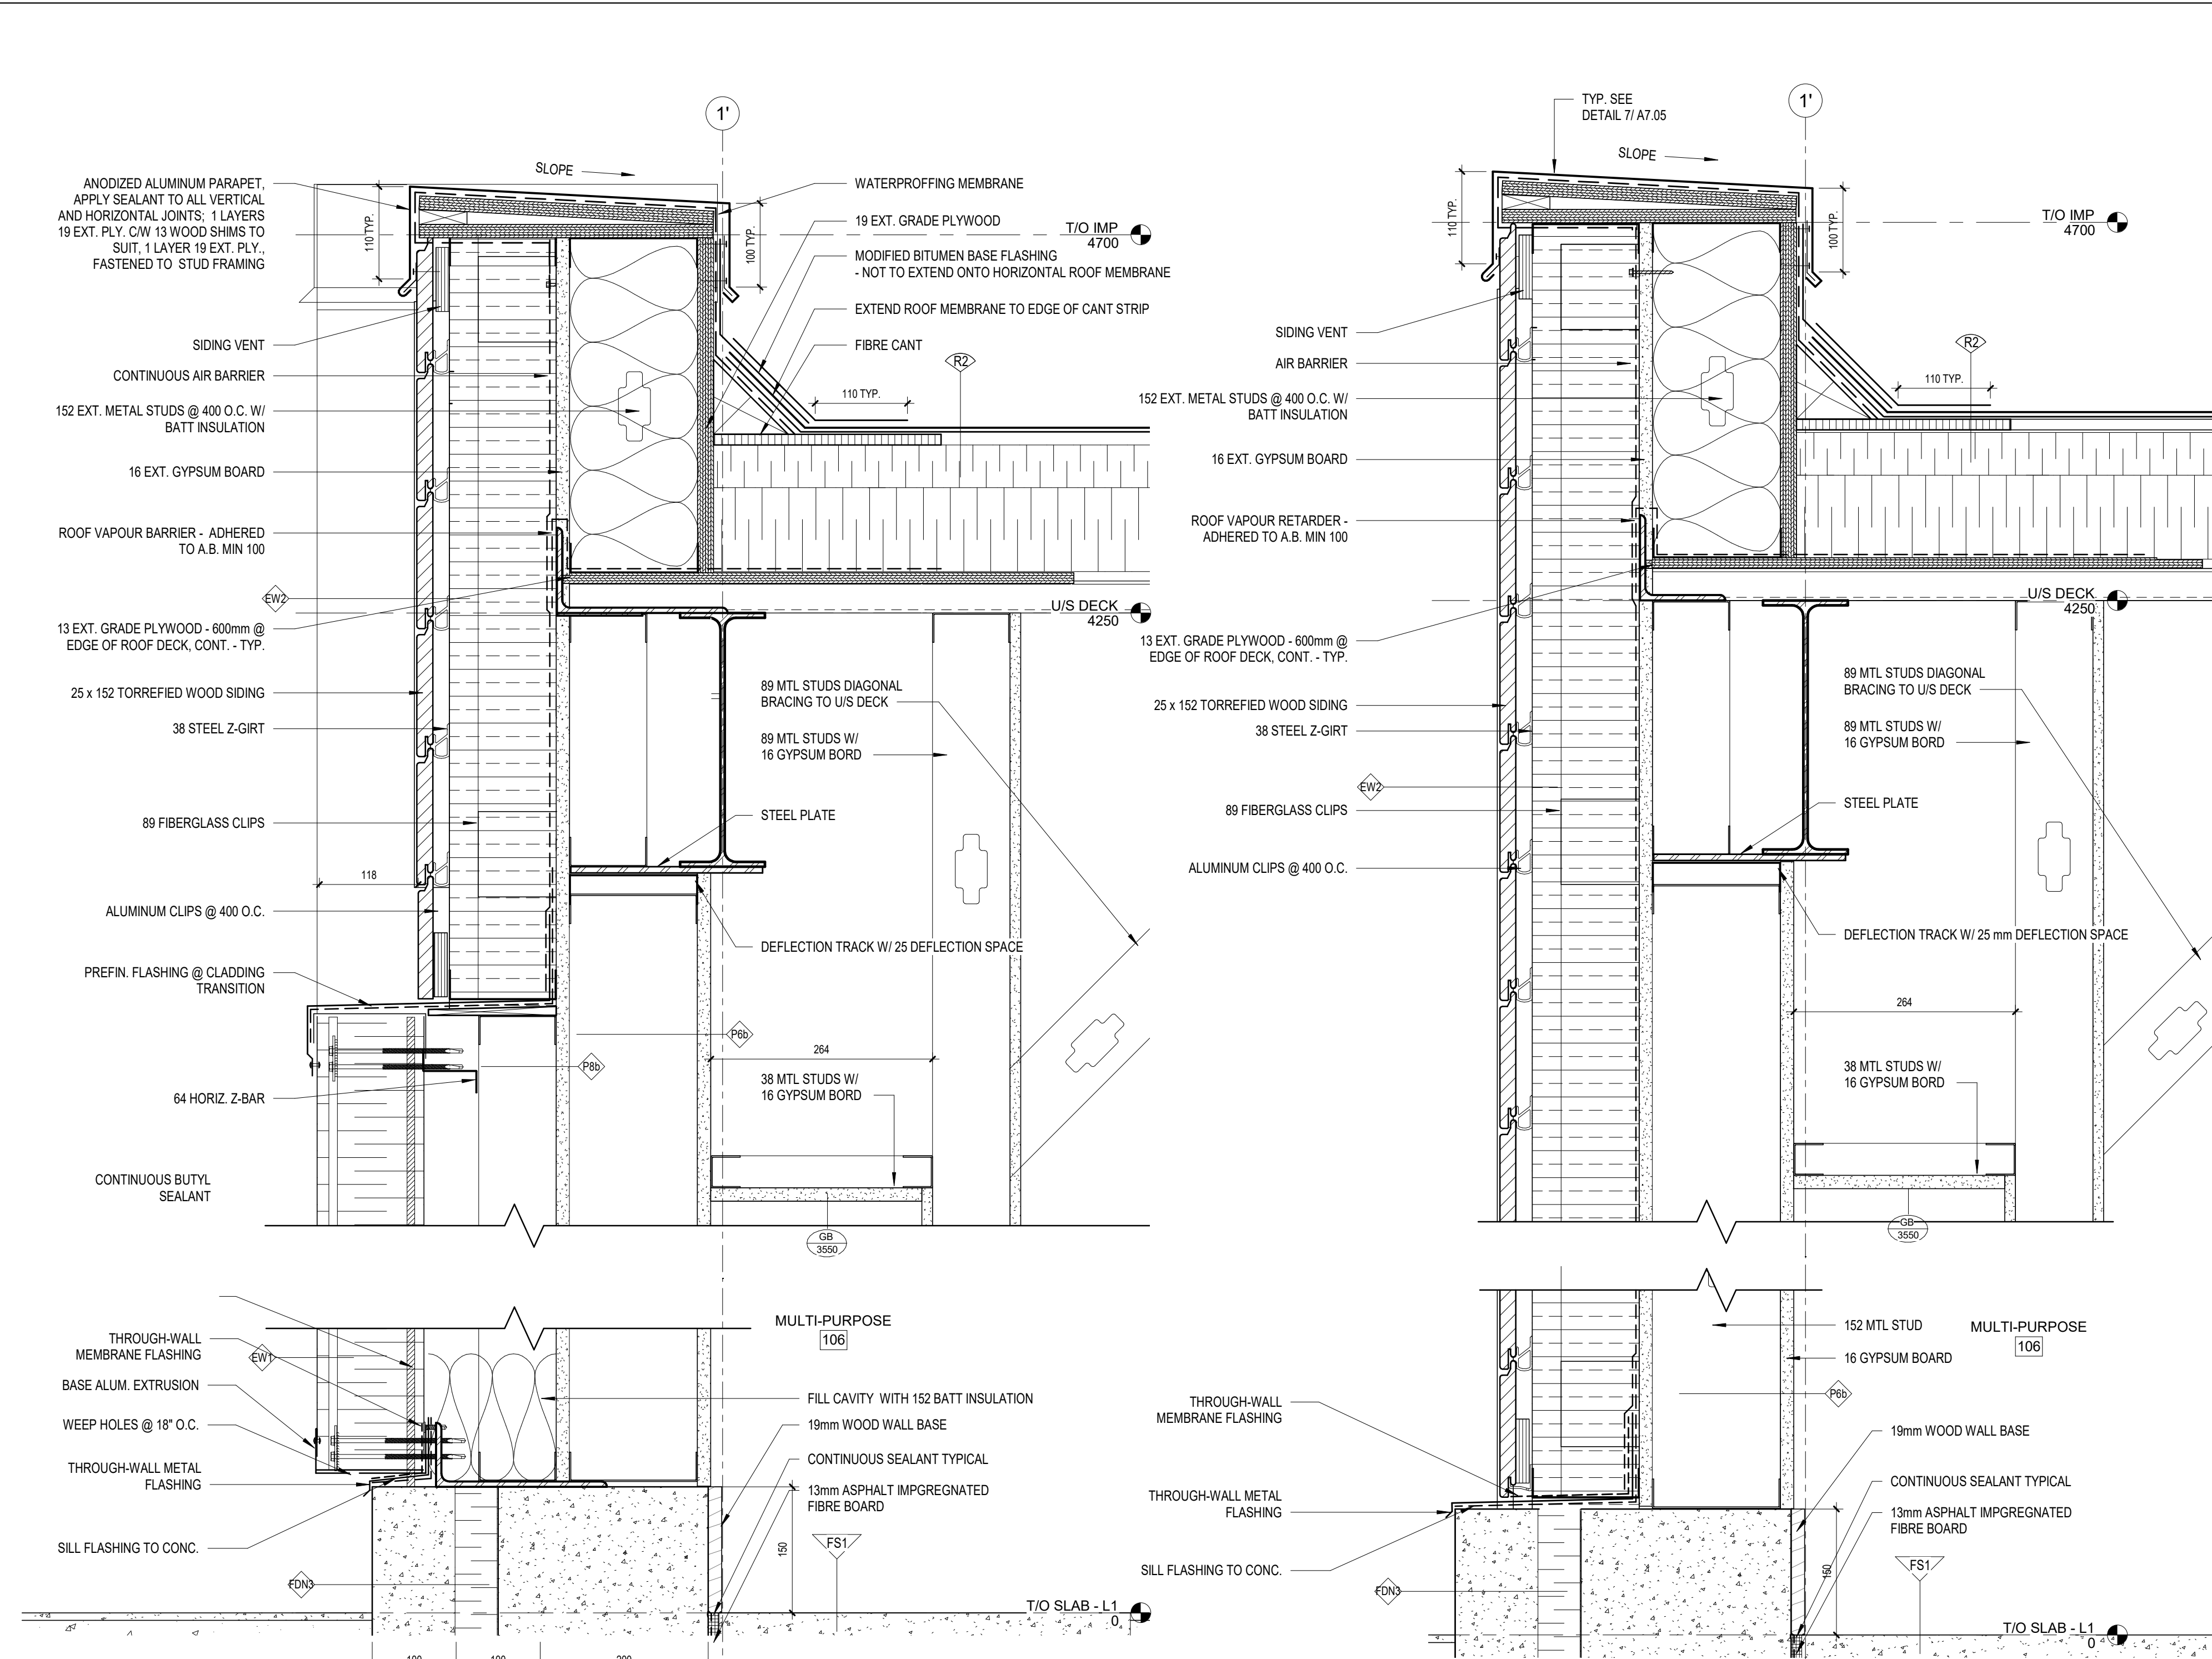 1'
SLOPE
ANODIZED ALUMINUM PARAPET,
APPLY SEALANT TO ALL VERTICAL
AND HORIZONTAL JOINTS; 1 LAYERS
19 EXT. PLY. C/W 13 WOOD SHIMS TO
SUIT, 1 LAYER 19 EXT. PLY.,
FASTENED TO STUD FRAMING
110 TYP.
SIDING VENT
CONTINUOUS AIR BARRIER
152 EXT. METAL STUDS @ 400 O.C. W/
BATT INSULATION
16 EXT. GYPSUM BOARD
ROOF VAPOUR BARRIER - ADHERED
TO A.B. MIN 100
EW2
13 EXT. GRADE PLYWOOD - 600mm @
EDGE OF ROOF DECK, CONT. - TYP.
25 x 152 TORREFIED WOOD SIDING
38 STEEL Z-GIRT
89 FIBERGLASS CLIPS
118
ALUMINUM CLIPS @ 400 O.C.
PREFIN. FLASHING @ CLADDING
TRANSITION
64 HORIZ. Z-BAR
CONTINUOUS BUTYL
SEALANT
THROUGH-WALL
MEMBRANE FLASHING
EW1
BASE ALUM. EXTRUSION
WEEP HOLES @ 18" O.C.
THROUGH-WALL METAL
FLASHING
SILL FLASHING TO CONC.
FDN3
WATERPROFFING MEMBRANE
19 EXT. GRADE PLYWOOD
T/O IMP
4700
100 TYP.
MODIFIED BITUMEN BASE FLASHING
- NOT TO EXTEND ONTO HORIZONTAL ROOF MEMBRANE
EXTEND ROOF MEMBRANE TO EDGE OF CANT STRIP
FIBRE CANT
R2
110 TYP.
U/S DECK
4250
89 MTL STUDS DIAGONAL
BRACING TO U/S DECK
89 MTL STUDS W/
16 GYPSUM BORD
STEEL PLATE
DEFLECTION TRACK W/ 25 DEFLECTION SPACE
P6b
P8b
264
38 MTL STUDS W/
16 GYPSUM BORD
GB
3550
MULTI-PURPOSE
106
FILL CAVITY WITH 152 BATT INSULATION
19mm WOOD WALL BASE
CONTINUOUS SEALANT TYPICAL
13mm ASPHALT IMPGREGNATED
FIBRE BOARD
150
FS1
T/O SLAB - L1
0
TYP. SEE
DETAIL 7/ A7.05
1'
SLOPE
110 TYP.
100 TYP.
T/O IMP
4700
SIDING VENT
AIR BARRIER
152 EXT. METAL STUDS @ 400 O.C. W/
BATT INSULATION
16 EXT. GYPSUM BOARD
ROOF VAPOUR RETARDER -
ADHERED TO A.B. MIN 100
13 EXT. GRADE PLYWOOD - 600mm @
EDGE OF ROOF DECK, CONT. - TYP.
25 x 152 TORREFIED WOOD SIDING
38 STEEL Z-GIRT
EW2
89 FIBERGLASS CLIPS
ALUMINUM CLIPS @ 400 O.C.
THROUGH-WALL
MEMBRANE FLASHING
THROUGH-WALL METAL
FLASHING
SILL FLASHING TO CONC.
FDN3
R2
110 TYP.
U/S DECK
4250
89 MTL STUDS DIAGONAL
BRACING TO U/S DECK
89 MTL STUDS W/
16 GYPSUM BORD
STEEL PLATE
DEFLECTION TRACK W/ 25 mm DEFLECTION SPACE
264
38 MTL STUDS W/
16 GYPSUM BORD
GB
3550
152 MTL STUD
MULTI-PURPOSE
106
16 GYPSUM BOARD
P6b
19mm WOOD WALL BASE
CONTINUOUS SEALANT TYPICAL
13mm ASPHALT IMPGREGNATED
FIBRE BOARD
150
FS1
T/O SLAB - L1
0